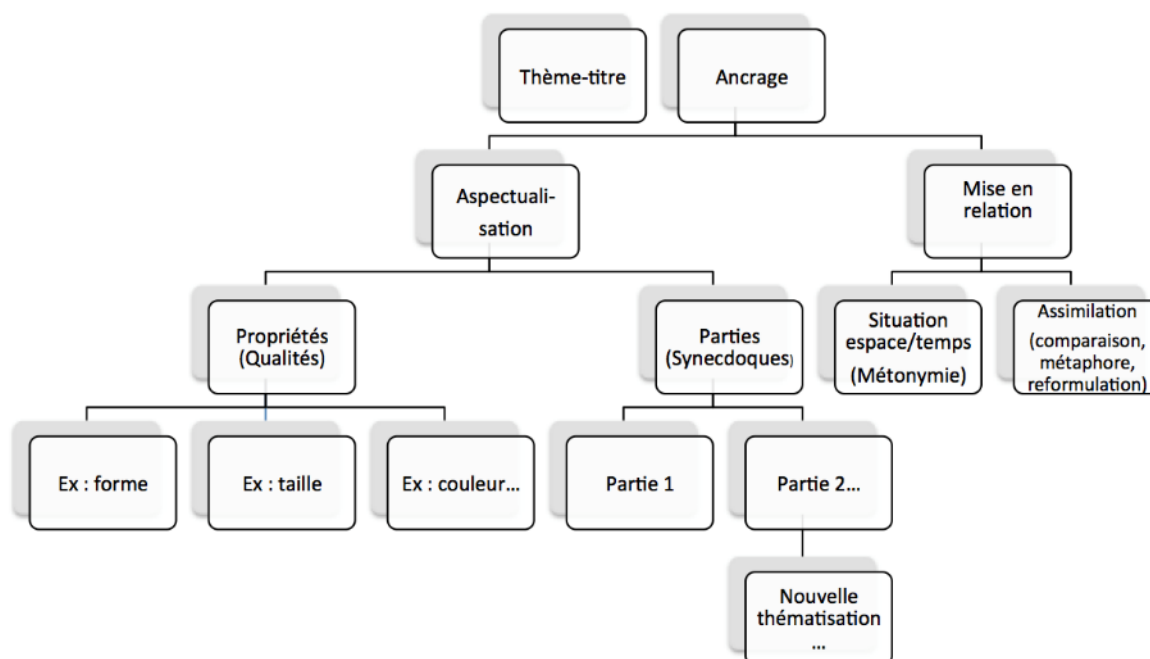 Thème-titre
Ancrage
Aspectuali-
sation
Mise en
relation
Propriétés
(Qualités)
Parties
(Synecdoques)
Situation
espace/temps
(Métonymie)
Assimilation
(comparaison,
métaphore,
reformulation)
Ex : forme
Ex : taille
Ex : couleur...
Partie 1
Partie 2...
Nouvelle
thématisation
...